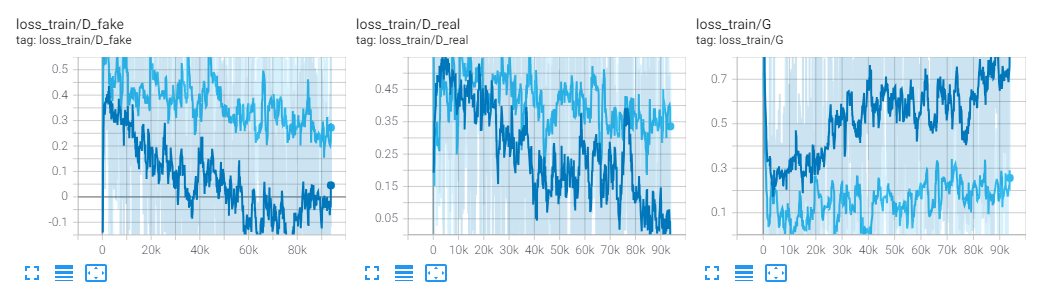 loss_train/D_fake
tag: loss_train/D_fake
0.5
0.4
0.3
0.2
0.1
0
-0.1
0
20k
40k
60k
80k
loss_train/D_real
tag: loss_train/D_real
0.45
0.35
0.25
0.15
0.05
0
10k
20k
30k
40k
50k
60k
70k
80k
90k
loss_train/G
tag: loss_train/G
0.7
0.5
0.3
0.1
0
10k
20k
30k
40k
50k
60k
70k
80k
90k